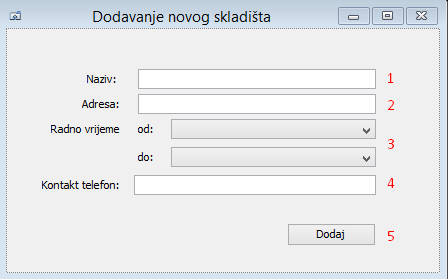 Dodavanje novog skladišta
Naziv: 1
Adresa: 2
Radno vrijeme od:
3
do:
Kontakt telefon: 4
Dodaj 5